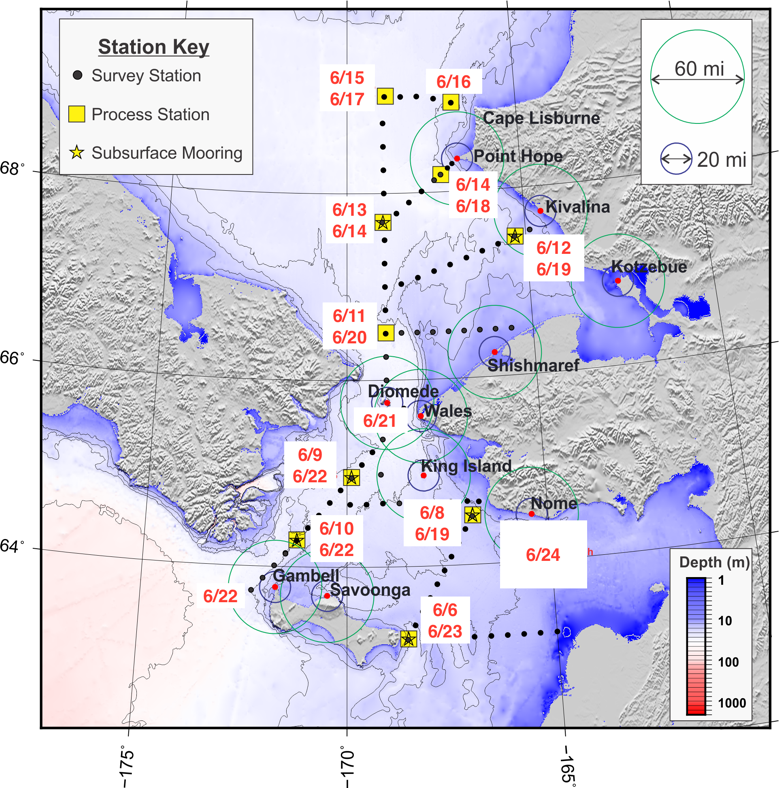 Station Key
Survey Station
Process Station
Subsurface Mooring
60 mi
20 mi
6/15
6/17
6/16
Cape Lisburne
Point Hope
68°
6/14
6/18
Kivalina
6/13
6/14
6/12
6/19
Kotzebue
6/11
6/20
66°
Shishmaref
Diomede
6/21
Wales
6/9
6/22
King Island
6/8
6/19
Nome
6/10
6/22
6/24
64°
Gambell
Savoonga
6/22
6/6
6/23
Depth (m)
1
10
100
1000
-175°
-170°
-165°